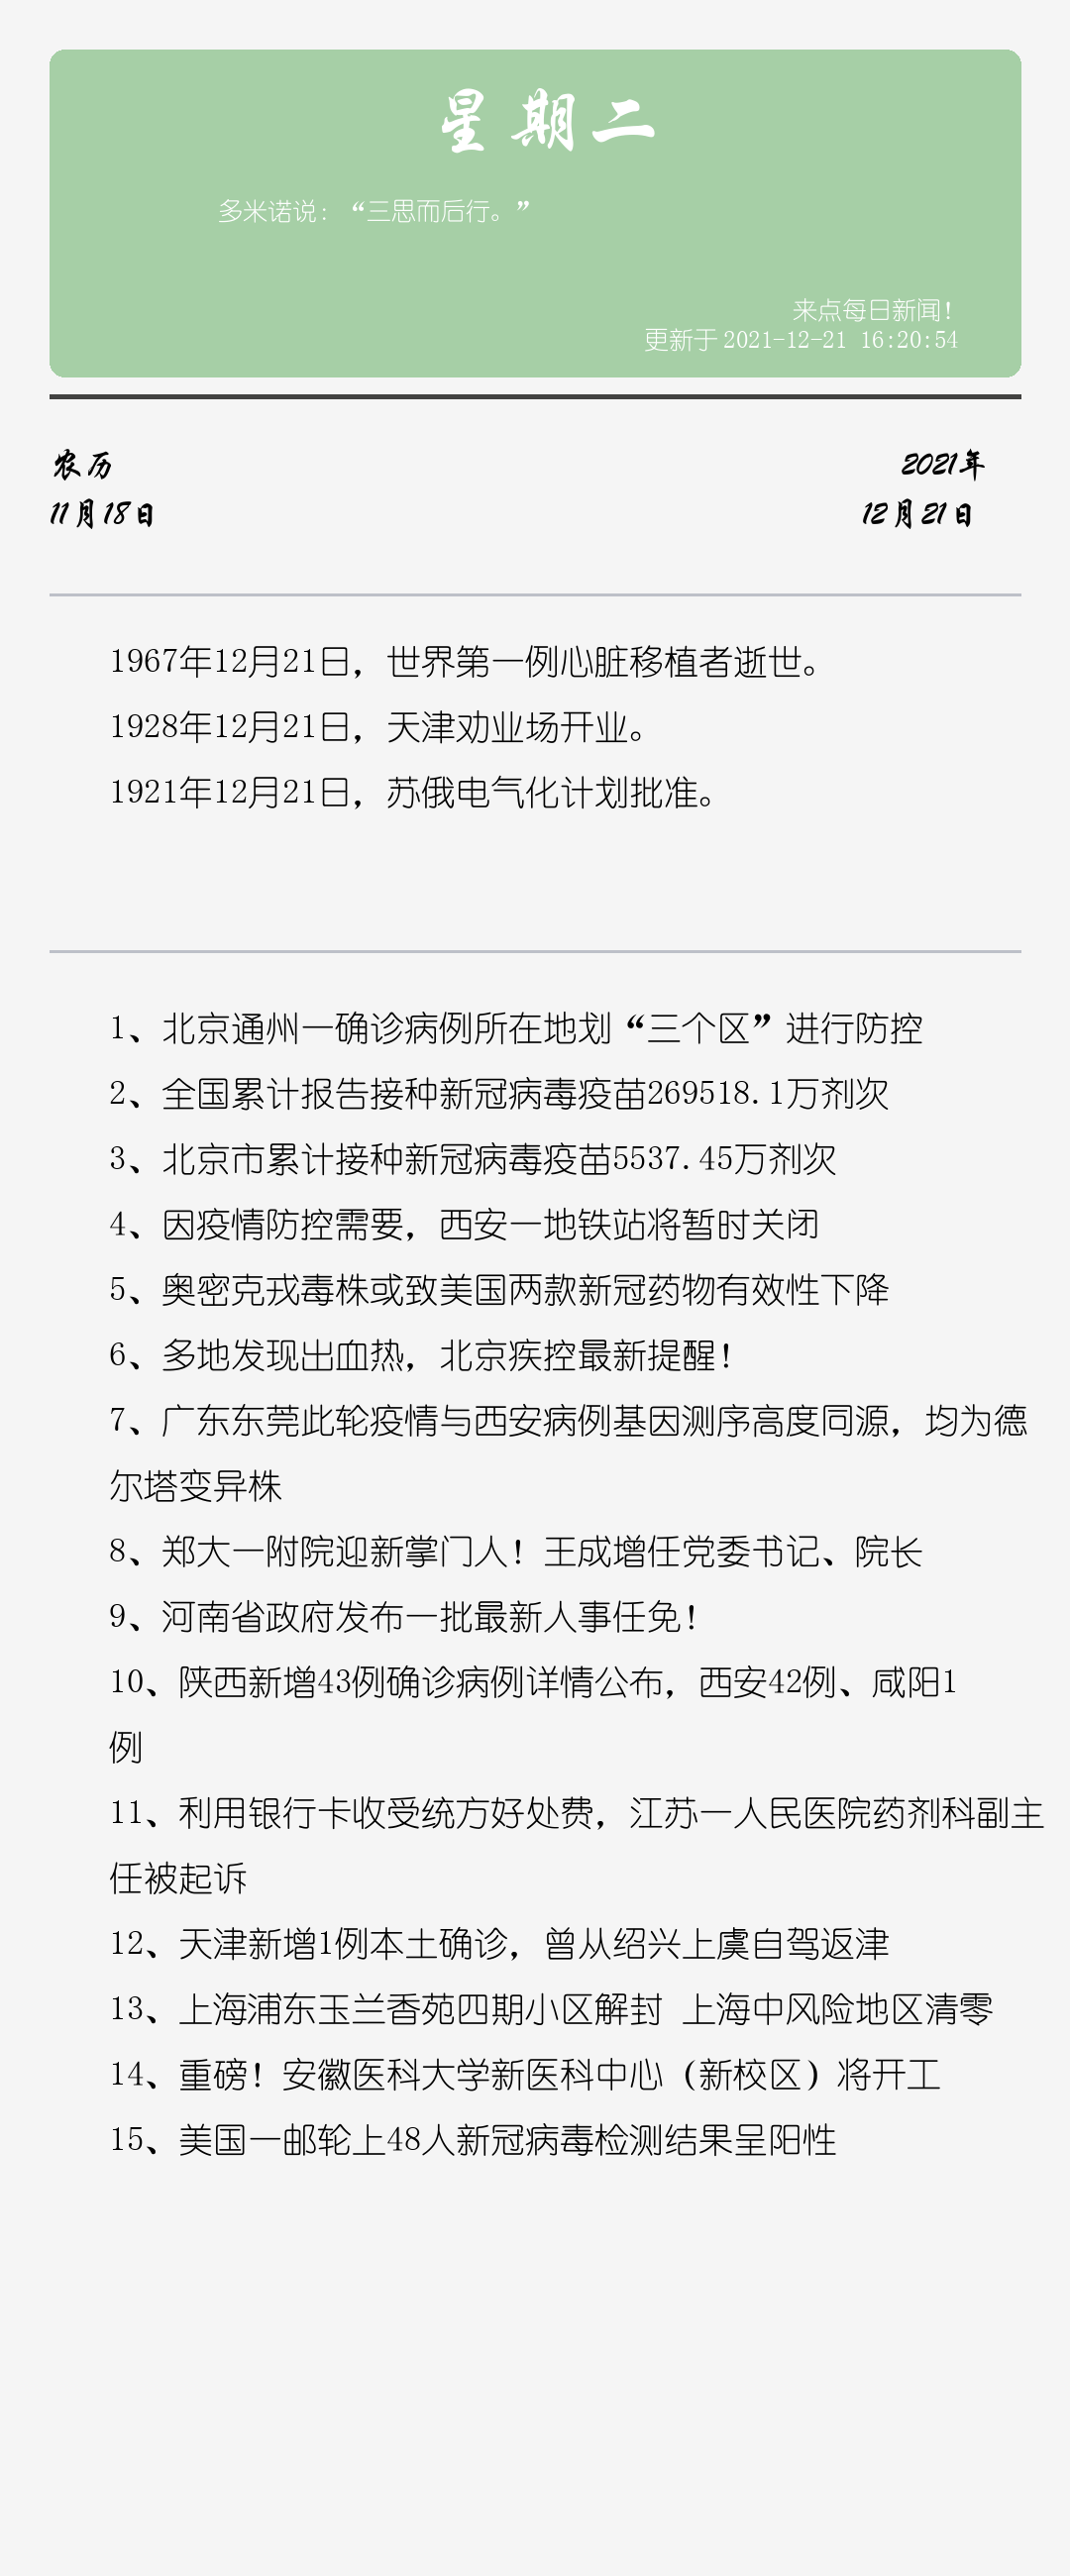 星期二
多米诺说：“三思而后行。”
来点每日新闻！
更新于2021-12-21 16:20:54
农历
11月18日
2021年
12月21日
1967年12月21日，世界第一例心脏移植者逝世。
1928年12月21日，天津劝业场开业。
1921年12月21日，苏俄电气化计划批准。
1、北京通州一确诊病例所在地划“三个区”进行防控
2、全国累计报告接种新冠病毒疫苗269518.1万剂次
3、北京市累计接种新冠病毒疫苗5537.45万剂次
4、因疫情防控需要，西安一地铁站将暂时关闭
5、奥密克戎毒株或致美国两款新冠药物有效性下降
6、多地发现出血热，北京疾控最新提醒！
7、广东东莞此轮疫情与西安病例基因测序高度同源，均为德
尔塔变异株
8、郑大一附院迎新掌门人！王成增任党委书记、院长
9、河南省政府发布一批最新人事任免！
10、陕西新增43例确诊病例详情公布，西安42例、咸阳1
例
11、利用银行卡收受统方好处费，江苏一人民医院药剂科副主
任被起诉
12、天津新增1例本土确诊，曾从绍兴上虞自驾返津
13、上海浦东玉兰香苑四期小区解封 上海中风险地区清零
14、重磅！安徽医科大学新医科中心（新校区）将开工
15、美国一邮轮上48人新冠病毒检测结果呈阳性